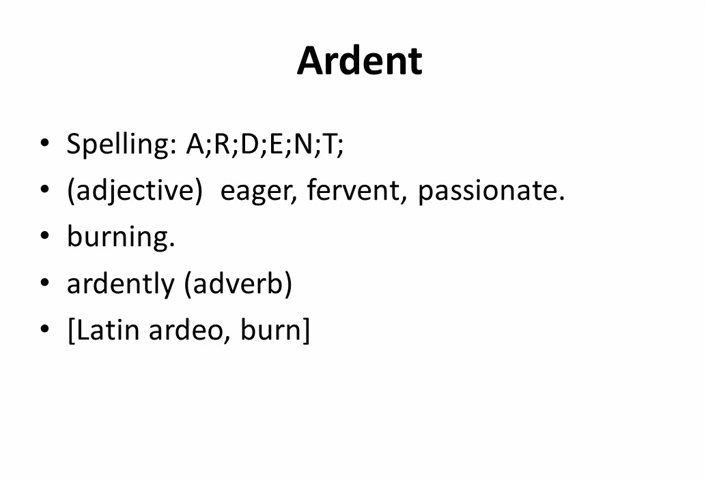 Ardent
• Spelling: A;R;D;E;N;T;
• (adjective)  eager, fervent, passionate.
• burning.
• ardently (adverb)
• [Latin ardeo, burn]